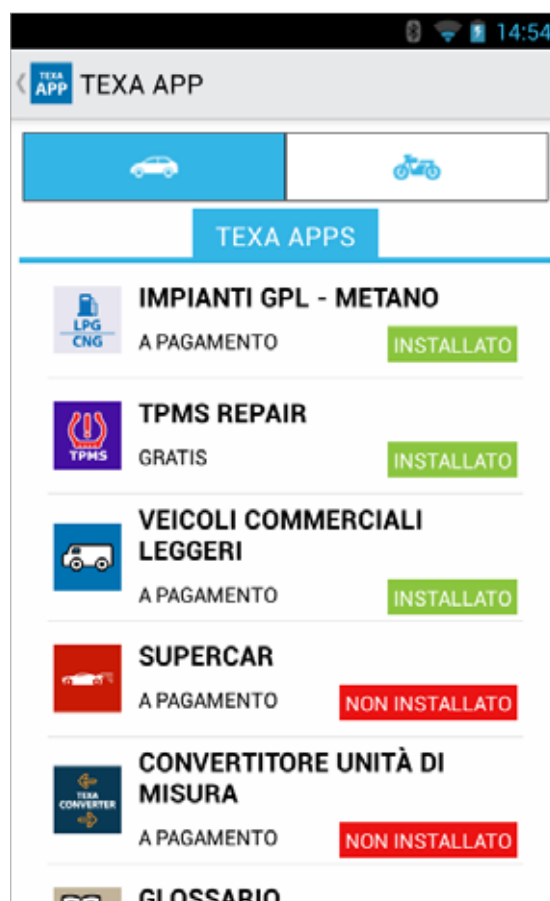 14:54
TEXA APP TEXA APP
TEXA APPS
IMPIANTI GPL - METANO
LPG
CNG
A PAGAMENTO
INSTALLATO
TPMS REPAIR
TPMS
GRATIS
INSTALLATO
VEICOLI COMMERCIALI
LEGGERI
A PAGAMENTO
INSTALLATO
SUPERCAR
A PAGAMENTO
NON INSTALLATO
CONVERTITORE UNITÀ DI
MISURA
TEXA
CONVERTER
A PAGAMENTO
NON INSTALLATO
GLOSSARIO